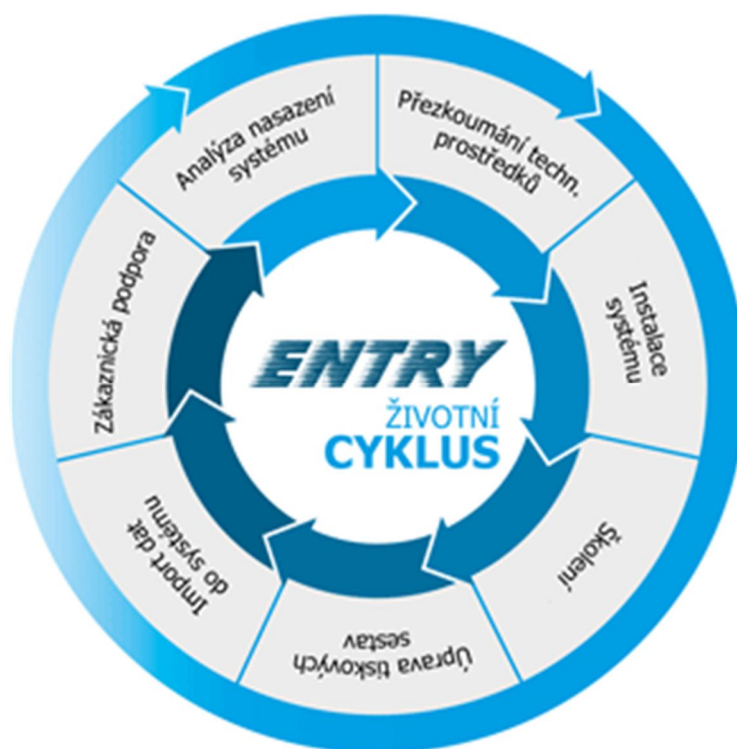 Analýza nasazení
systému
Přezkoumání techn.
prostředků
Instalace
systému
Školení
Úprava tiskových
sestav
Import dat
do systému
Zákaznická podpora
ENTRY
ŽIVOTNÍ
CYKLUS